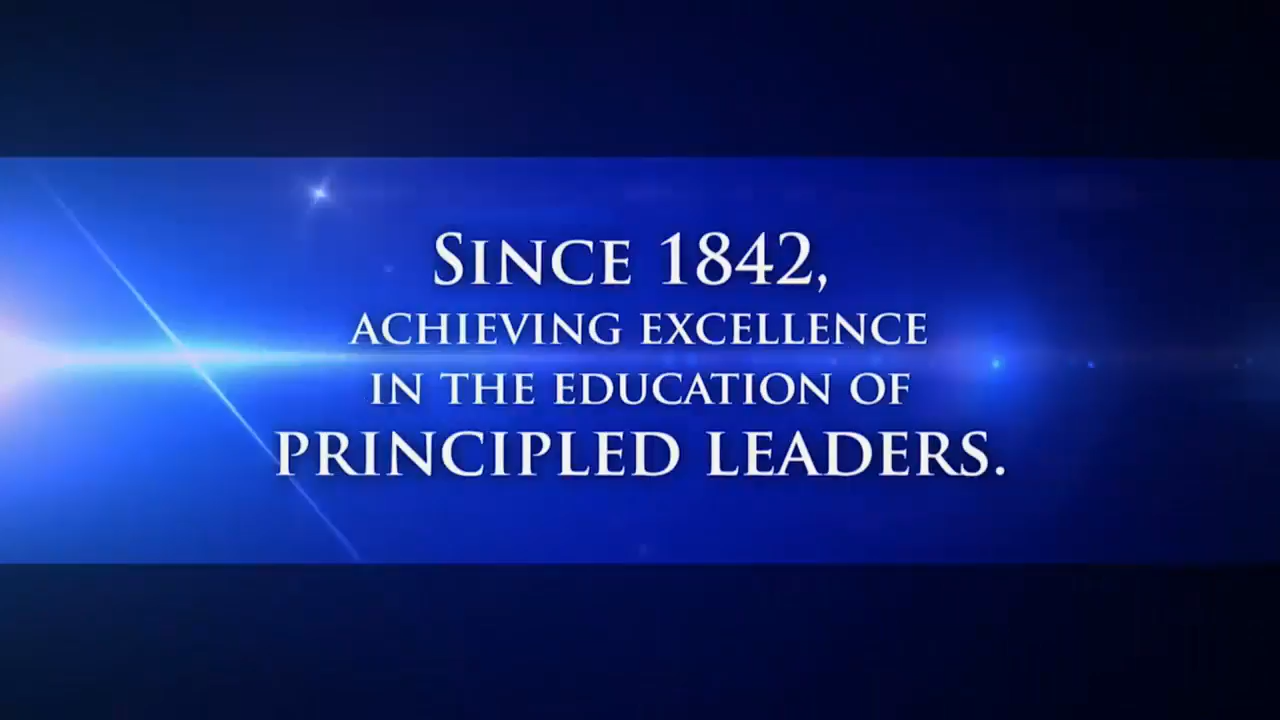 SINCE 1842,
ACHIEVING EXCELLENCE
IN THE EDUCATION OF
PRINCIPLED LEADERS.